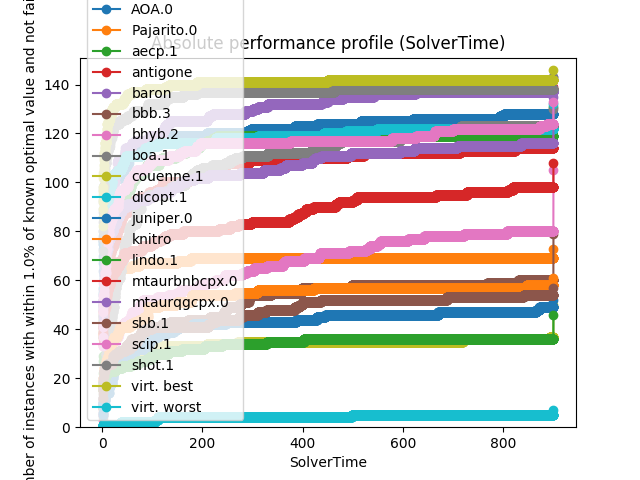 Absolute performance profile (SolverTime)
mber of instances with within 1.0% of known optimal value and not fai
140
120
100
80
60
40
20
0
0
200
400
600
800
SolverTime
AOA.0
Pajarito.0
aecp.1
antigone
baron
bbb.3
bhyb.2
boa.1
couenne.1
dicopt.1
juniper.0
knitro
lindo.1
mtaurbnbcpx.0
mtaurqgcpx.0
sbb.1
scip.1
shot.1
virt. best
virt. worst